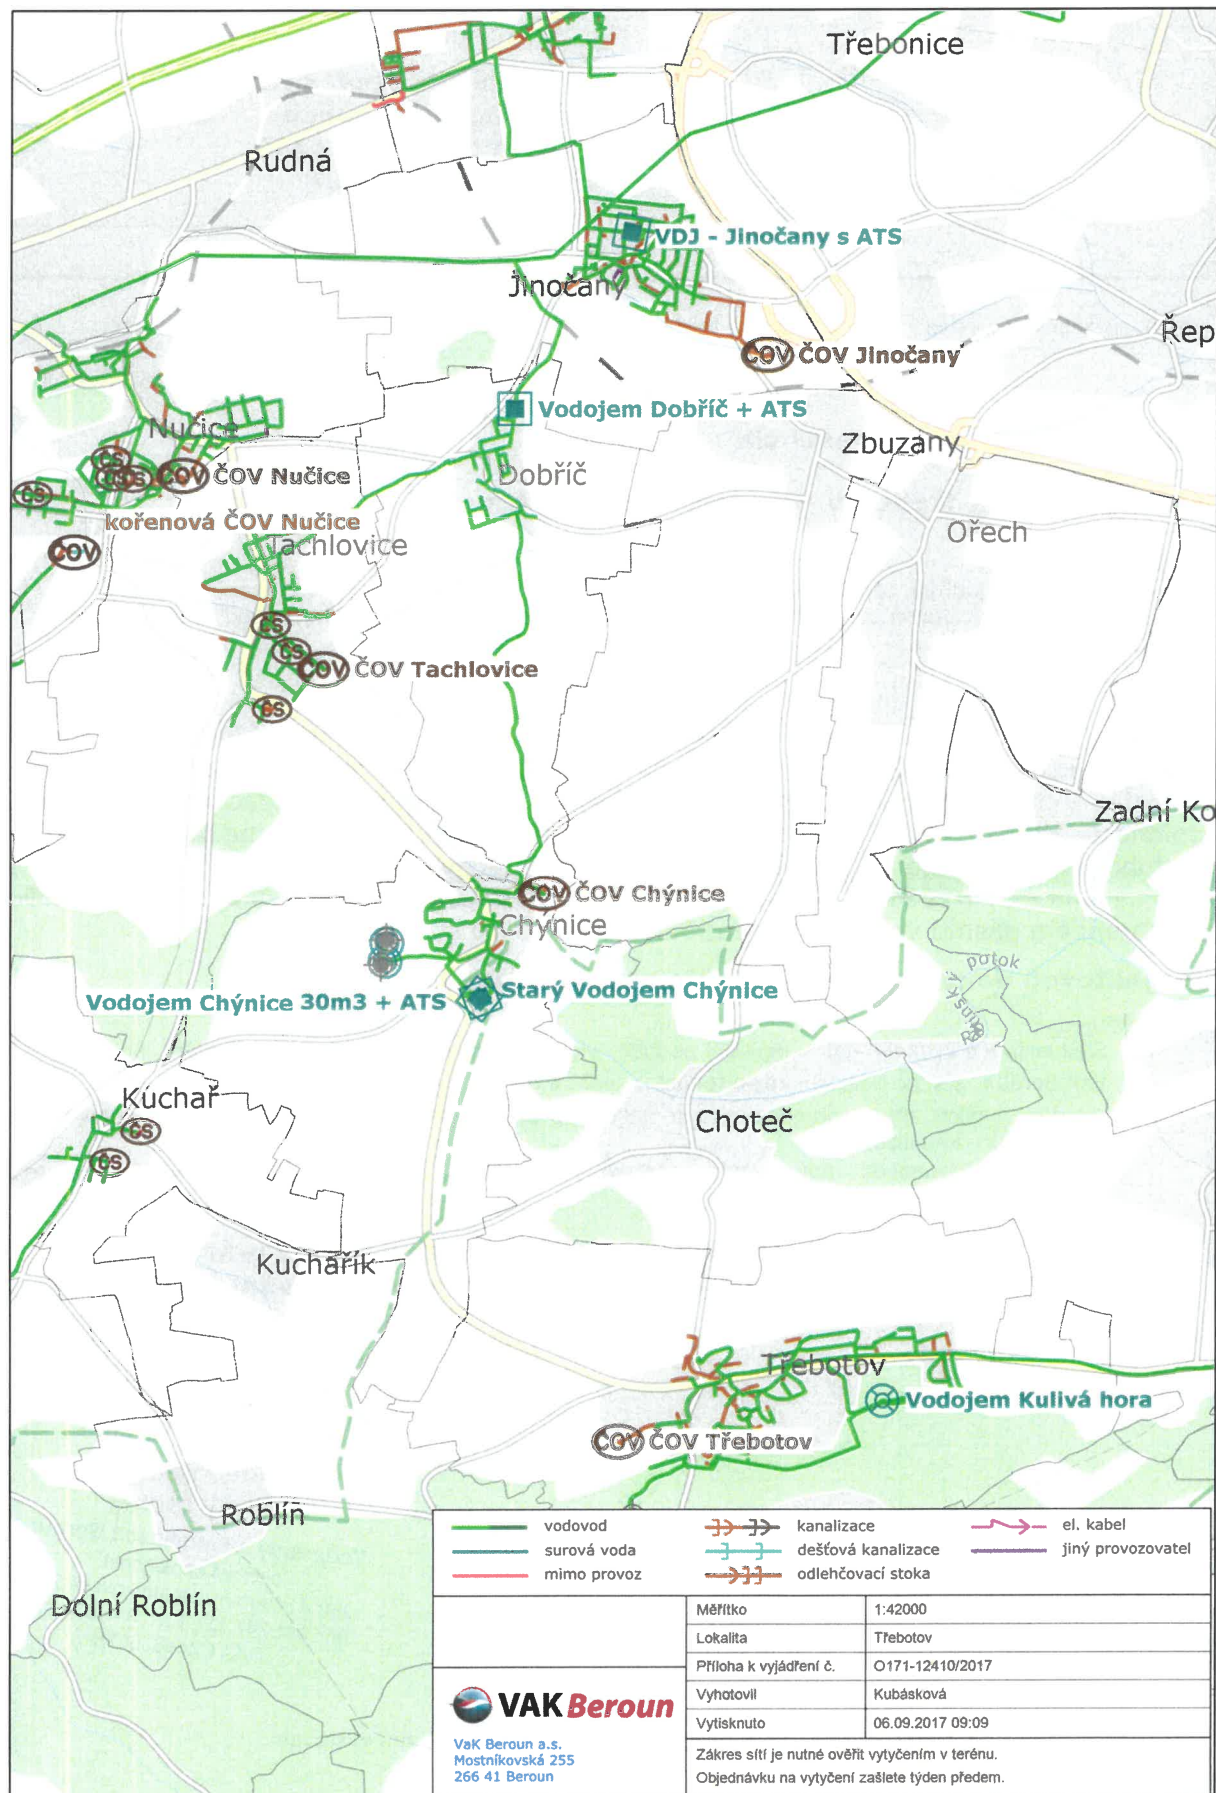 Třebonice
Rudná
VDJ - Jinočany s ATS
Jinočany
Řep
ČOV ČOV Jinočany
Vodojem Dobříč + ATS
Nučice
Zbuzany
ČS
ČS
ČOV ČOV Nučice
Dobříč
ČS
kořenová ČOV Nučice
Ořech
Tachlovice
ČOV
ČS
ČS
ČOV ČOV Tachlovice
ČS
Zadní Ko
ČOV ČOV Chýnice
Chýnice
potok
Starý Vodojem Chýnice
Vodojem Chýnice 30m3 + ATS
Kuchař
ČS
Choteč
ČS
Kuchařík
Třebotov
Vodojem Kulivá hora
ČOV ČOV Třebotov
Roblín
Dolní Roblín
vodovod
surová voda
mimo provoz
kanalizace
dešťová kanalizace
odlehčovací stoka
el. kabel
jiný provozovatel
Měřítko 1:42000
Lokalita Třebotov
Příloha k vyjádření č. O171-12410/2017
Vyhotovil Kubásková
Vytisknuto 06.09.2017 09:09
VAK Beroun
VaK Beroun a.s.
Mostníkovská 255
266 41 Beroun
Zákres sítí je nutné ověřit vytyčením v terénu.
Objednávku na vytyčení zašlete týden předem.